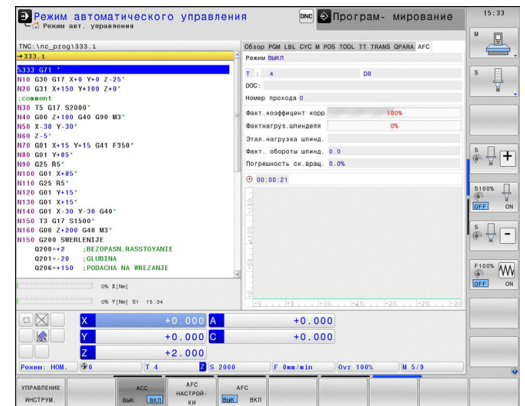 Режим автоматического управления
Режим авт. управления
DNC
Програм- мирование
15:33
TNC:\nc_prog\333.i
→333.i
%333 G71 *
N10 G30 G17 X+0 Y+0 Z-25*
N20 G31 X+150 Y+100 Z+0*
;comment
N30 T5 G17 S2000*
N40 G00 Z+100 G40 G90 M3*
N50 X-30 Y-30*
N60 Z-5*
N70 G01 X+15 Y+15 G41 F350*
N80 G01 Y+85*
N90 G25 R5*
N100 G01 X+85*
N110 G25 R5*
N120 G01 Y+15*
N130 G01 X+15*
N140 G01 X-30 Y-30 G40*
N150 T3 G17 S1500*
N160 G00 Z+200 G40 M3*
N150 G200 SWERLENIJE
Q200=+2 ;BEZOPASN.RASSTOYANIE
Q201=-20 ;GLUBINA
Q206=+150 ;PODACHA NA WREZANJE
0% X[Nm]
0% Y[Nm] S1 15:34
Обзор PGM LBL CYC M POS TOOL TT TRANS QPARA AFC
Режим ВЫКЛ
T : 4 D8
DOC:
Номер прохода 0
Факт.коэффицент корр 100%
Фактнагруз.шпинделя 0%
Этал.нагрузка шпинд.
Факт. обороты шпинд. 0.0
Погрешность ск.вращ. 0.0%
00:00:21
M
S
S
S100%
OFF ON
S
F100%
OFF ON
X +0.000 A +0.000
Y +0.000 C +0.000
Z +2.000
Режим: НОМ. 0 T 4 Z S 2000 F 0mm/min Ovr 100% M 5/9
УПРАВЛЕНИЕ ИНСТРУМ.
ACC ВЫК ВКЛ
AFC НАСТРОЙ- КИ
AFC ВЫК ВКЛ